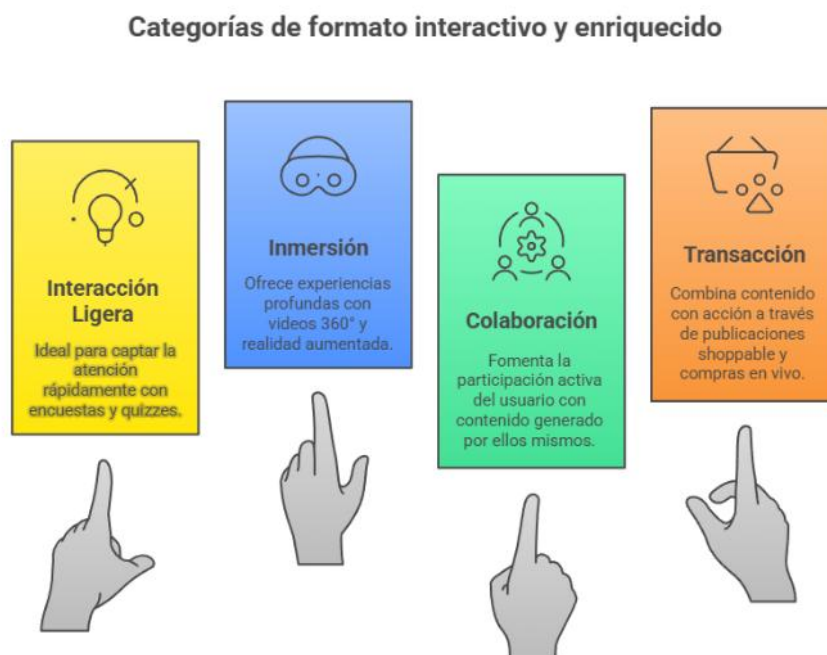 Categorías de formato interactivo y enriquecido
Interacción
Ligera
Ideal para captar la
atención
rápidamente con
encuestas y quizzes.
Inmersión
Ofrece experiencias
profundas con
videos 360° y
realidad aumentada.
Colaboración
Fomenta la
participación activa
del usuario con
contenido generado
por ellos mismos.
Transacción
Combina contenido
con acción a través
de publicaciones
shoppable y
compras en vivo.